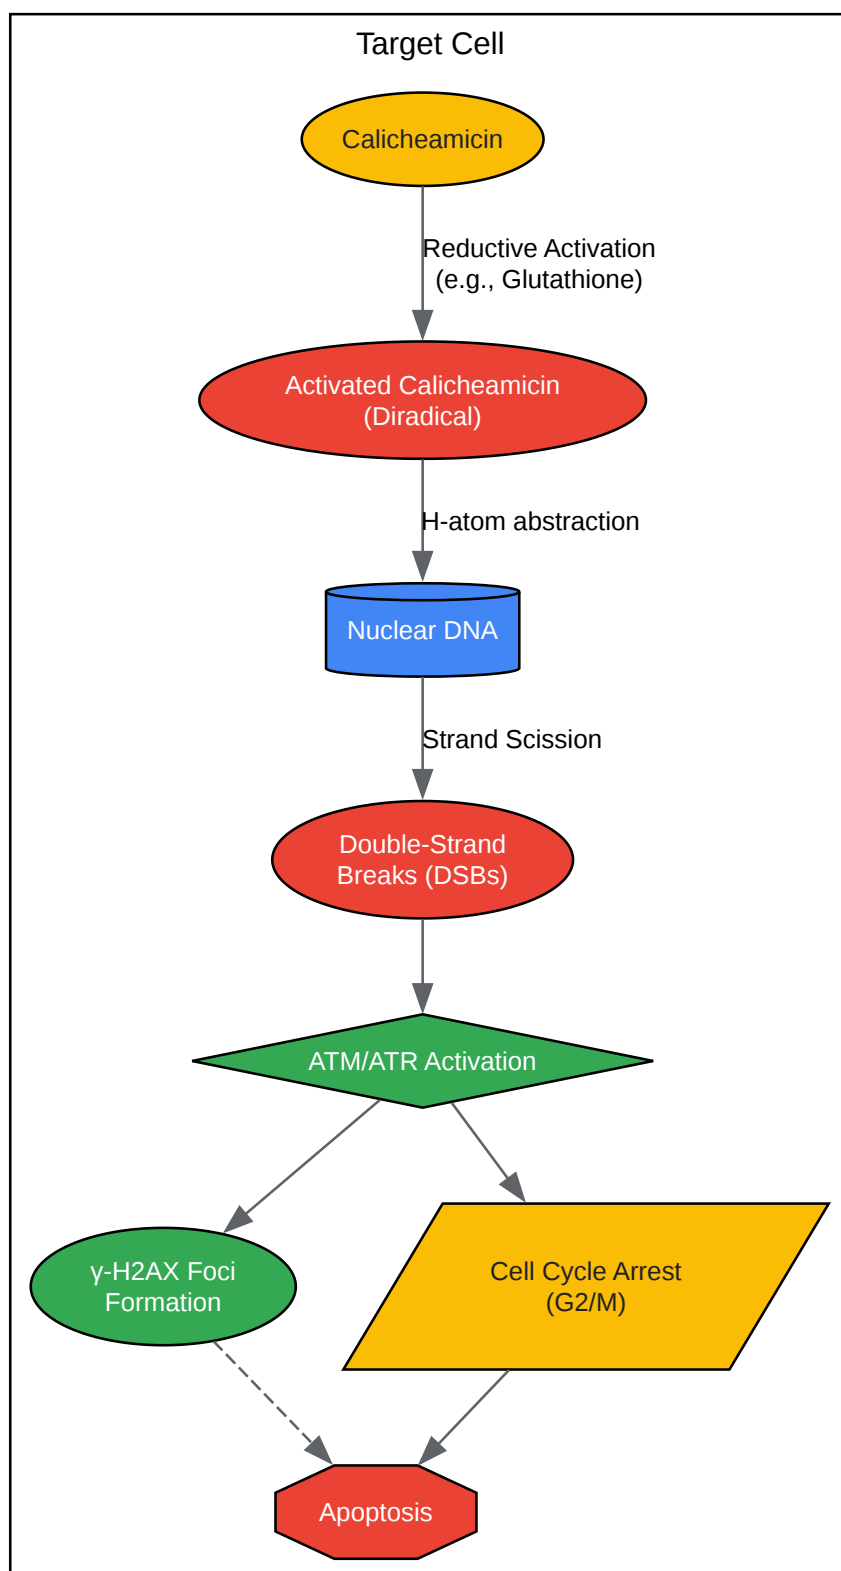 Target Cell
Calicheamicin
Reductive Activation
(e.g., Glutathione)
Activated Calicheamicin
(Diradical)
H-atom abstraction
Nuclear DNA
Strand Scission
Double-Strand
Breaks (DSBs)
ATM/ATR Activation
γ-H2AX Foci
Formation
Cell Cycle Arrest
(G2/M)
Apoptosis